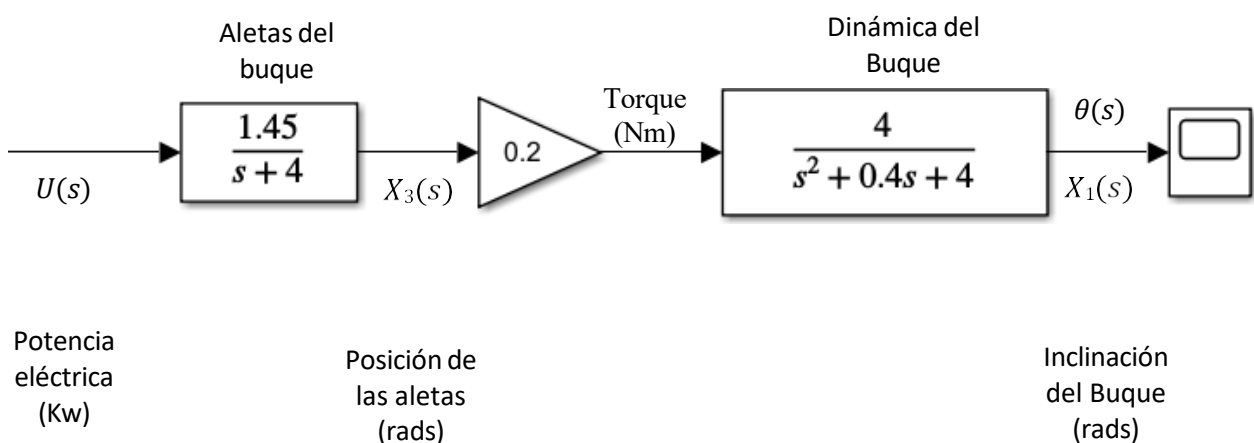 Aletas del
buque
Dinámica del
Buque
Torque
(Nm)
1.45
s + 4
0.2
4
s² + 0.4s + 4
θ(s)
U(s)
X₃(s)
X₁(s)
Potencia
eléctrica
(Kw)
Posición de
las aletas
(rads)
Inclinación
del Buque
(rads)